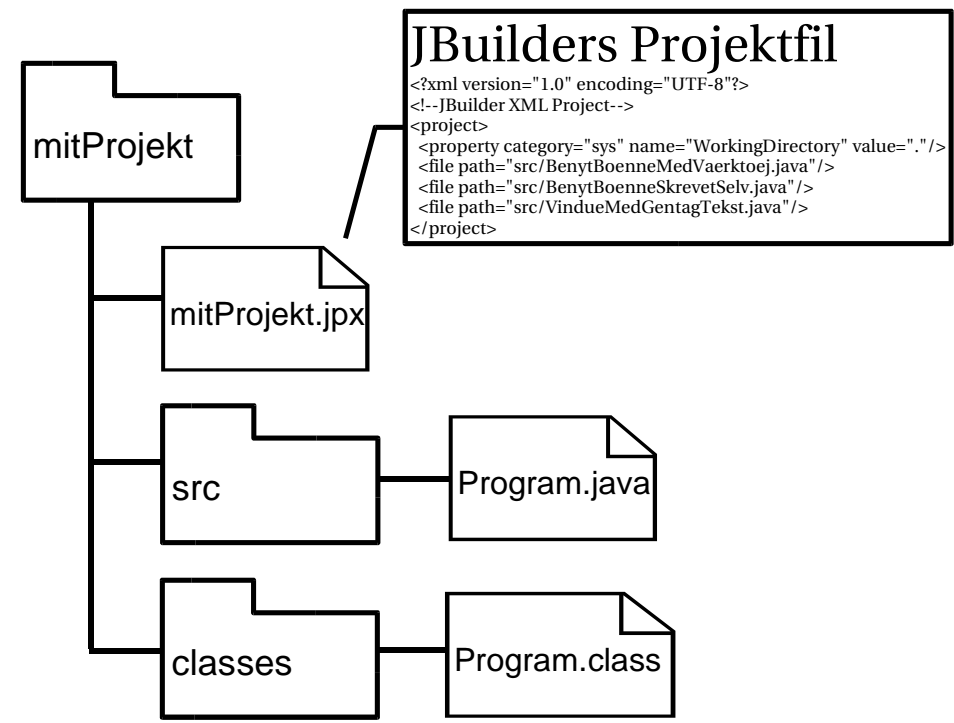 JBuilders Projektfil
<?xml version="1.0" encoding="UTF-8"?>
<!--JBuilder XML Project-->
<project>
<property category="sys" name="WorkingDirectory" value="."/>
<file path="src/BenytBoenneMedVaerktoej.java"/>
<file path="src/BenytBoenneSkrevetSelv.java"/>
<file path="src/VindueMedGentagTekst.java"/>
</project>
mitProjekt
mitProjekt.jpx
src
Program.java
classes
Program.class